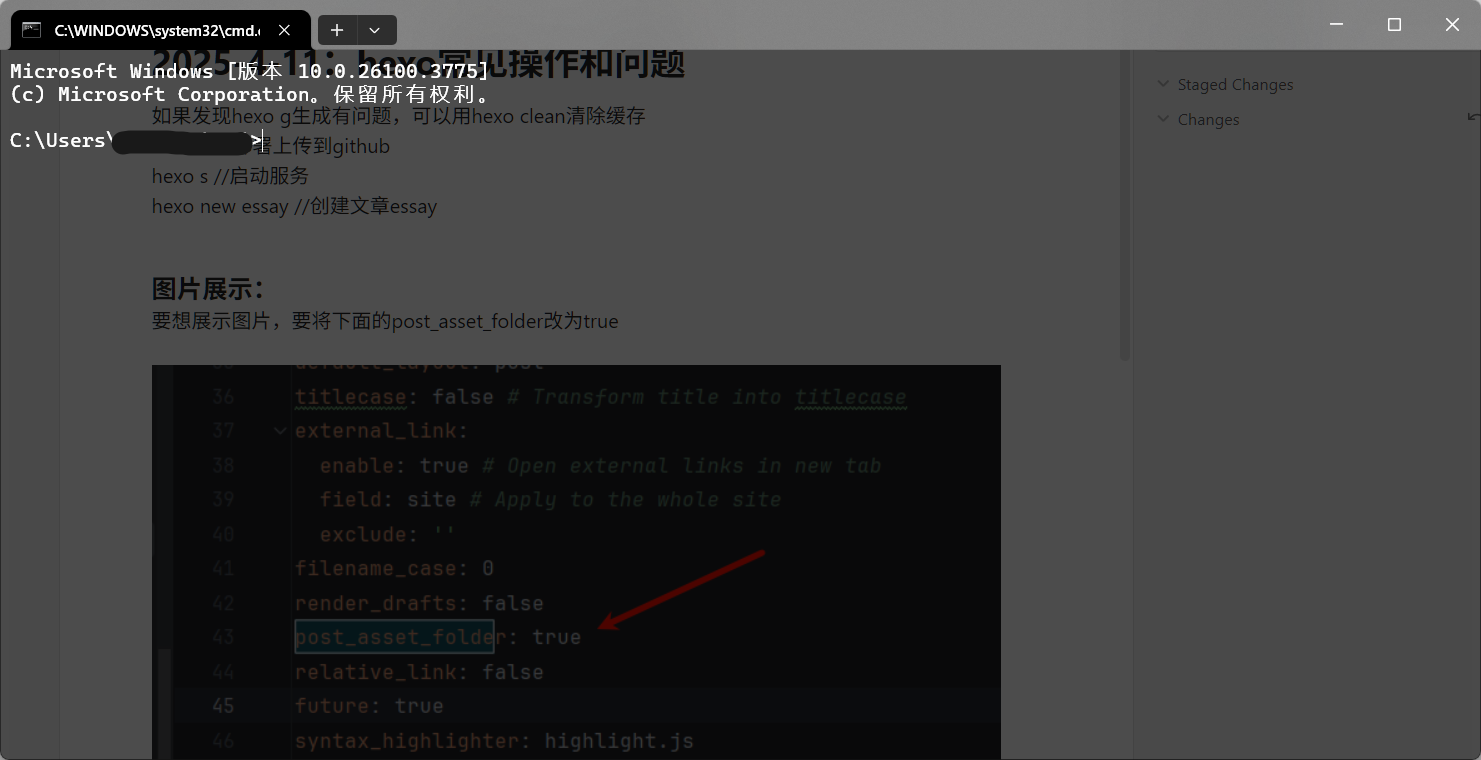 C:\WINDOWS\system32\cmd.e
2025.4.11：hexo常见操作和问题
Microsoft Windows [版本 10.0.26100.3775]
(c) Microsoft Corporation。保留所有权利。
如果发现hexo g生成有问题，可以用hexo clean清除缓存
C:\Users\
>
署上传到github
hexo s //启动服务
hexo new essay //创建文章essay
图片展示：
要想展示图片，要将下面的post_asset_folder改为true
default_layout: post
36 titlecase: false # Transform title into titlecase
37 external_link:
38 enable: true # Open external links in new tab
39 field: site # Apply to the whole site
40 exclude: ''
41 filename_case: 0
42 render_drafts: false
43 post_asset_folder: true
44 relative_link: false
45 future: true
46 syntax_highlighter: highlight.js
Staged Changes
Changes